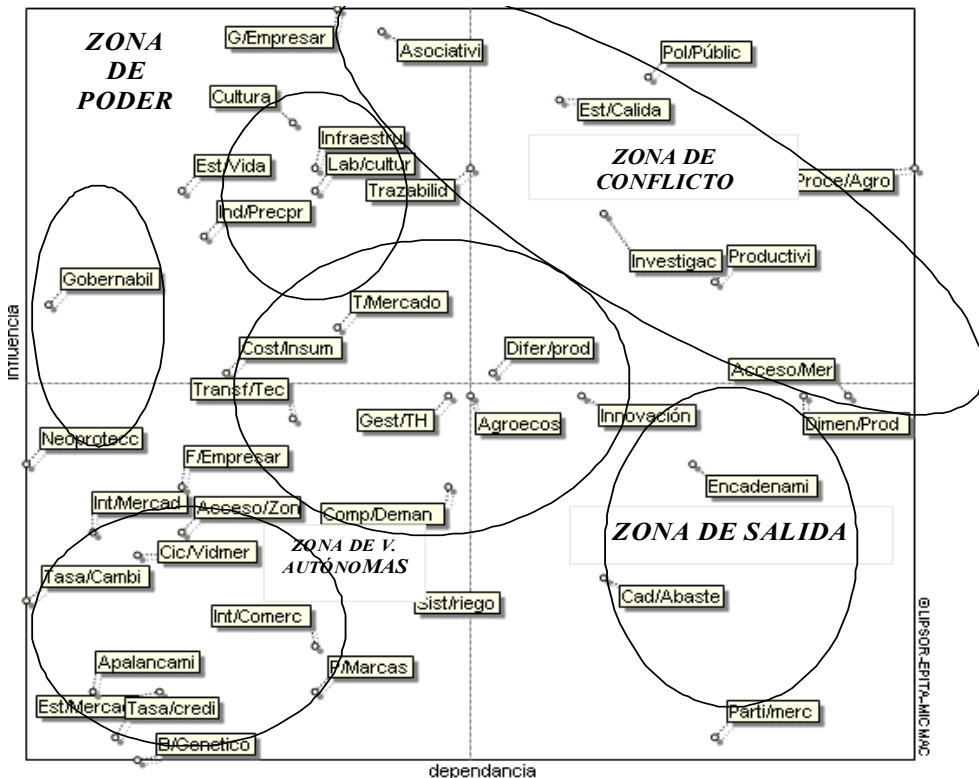 ZONA
DE
PODER
G/Empresar
Asociativi
Pol/Públic
Cultura
Est/Calida
Infraestru
Lab/cultur
Est/Vida
Trazabilid
ZONA DE
CONFLICTO
Proce/Agro
Ind/Precpr
Investigac
Productivi
Gobernabil
T/Mercado
Cost/Insum
Difer/prod
Acceso/Mer
Transf/Tec
influencia
Gest/TH
Agroecos
Innovación
Dimen/Prod
Neoprotecc
F/Empresar
Encadenami
Int/Mercad
Acceso/Zon
Comp/Deman
ZONA DE SALIDA
Cic/Vidmer
ZONA DE V.
AUTÓNOMAS
Tasa/Cambi
Cad/Abaste
Sist/riego
Int/Comerc
Apalancami
P/Marcas
Est/Mercad
Tasa/credi
Parti/merc
B/Genetico
dependancia
©LIPSOR-EPITA-MICMAC